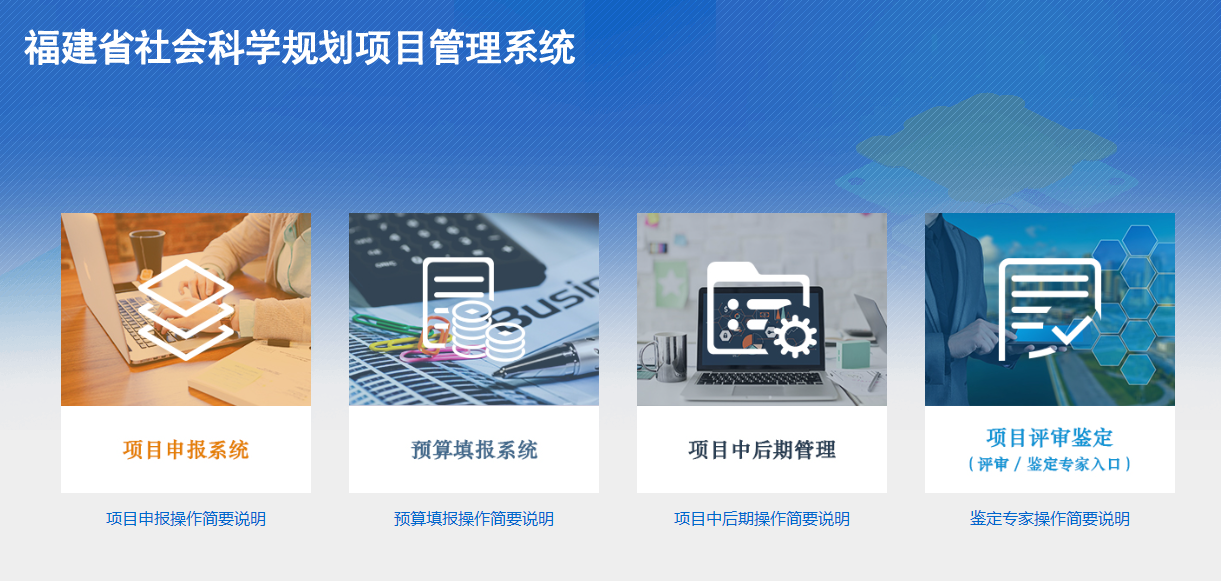 福建省社会科学规划项目管理系统
Busin
项目申报系统
预算填报系统
项目中后期管理
项目评审鉴定
（评审 / 鉴定专家入口）
项目申报操作简要说明
预算填报操作简要说明
项目中后期操作简要说明
鉴定专家操作简要说明